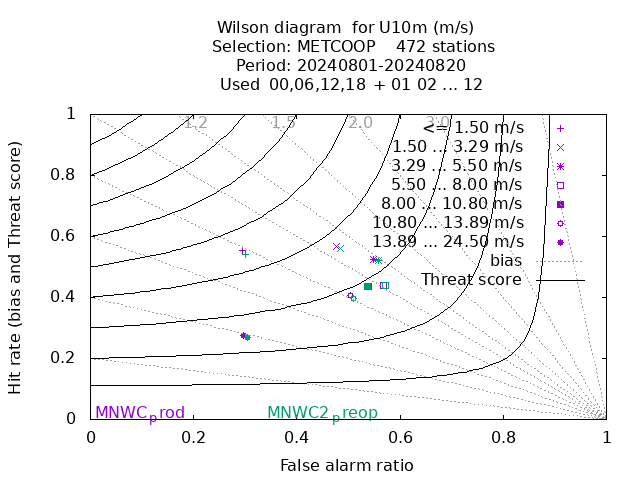 Wilson diagram for U10m (m/s)
Selection: METCOOP 472 stations
Period: 20240801-20240820
Used 00,06,12,18 + 01 02 ... 12
1.2 1.5 2.0 3.0
<= 1.50 m/s
1.50 ... 3.29 m/s
3.29 ... 5.50 m/s
5.50 ... 8.00 m/s
8.00 ... 10.80 m/s
10.80 ... 13.89 m/s
13.89 ... 24.50 m/s
bias
Threat score
Hit rate (bias and Threat score)
1
0.8
0.6
0.4
0.2
0
MNWCprod MNWC2preop
0 0.2 0.4 0.6 0.8 1
False alarm ratio